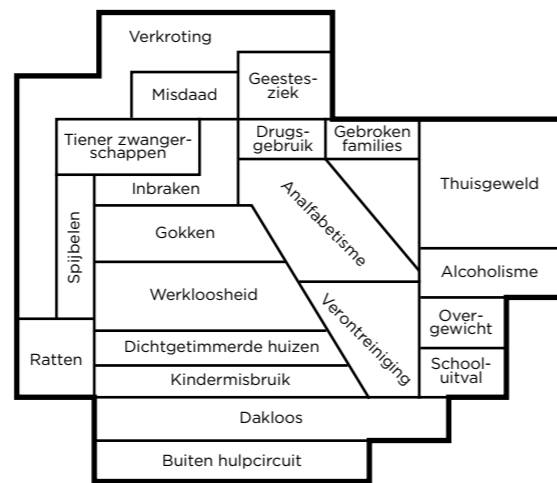 Verkroting
Geestes-
ziek
Misdaad
Tiener zwanger-
schappen
Drugs-
gebruik
Gebroken
families
Thuisgeweld
Inbraken
Analfabetisme
Spijbelen
Gokken
Alcoholisme
Werkloosheid
Verontreiniging
Over-
gewicht
Ratten
Dichtgetimmerde huizen
School-
uitval
Kindermisbruik
Dakloos
Buiten hulpcircuit